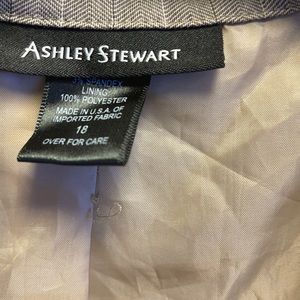 ASHLEY STEWART
3% SPANDEX
LINING
100% POLYESTER
MADE IN U.S.A. OF
IMPORTED FABRIC
18
OVER FOR CARE